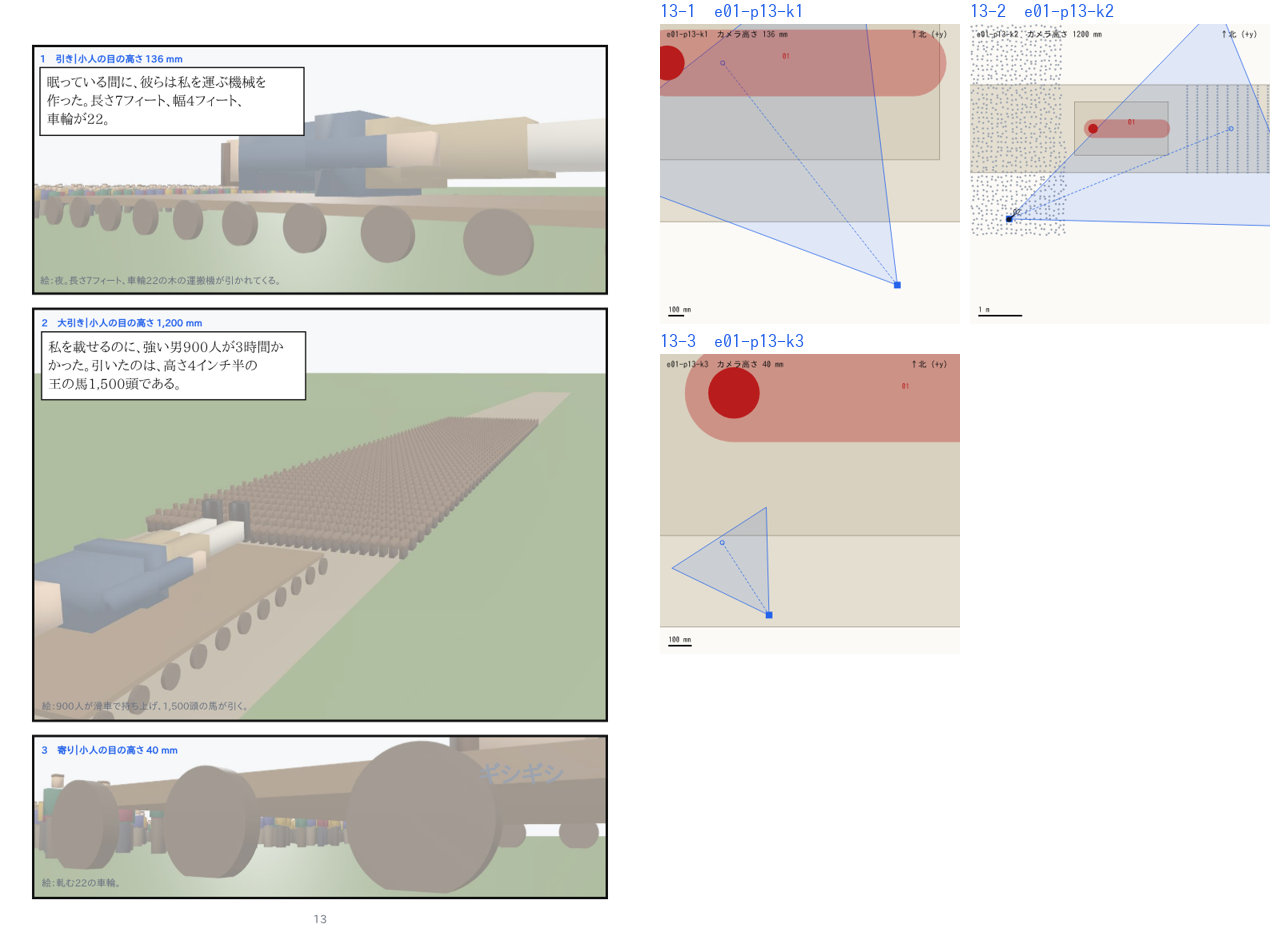 1 引き|小人の目の高さ136 mm
眠っている間に、彼らは私を運ぶ機械を
作った。長さ7フィート、幅4フィート、
車輪が22。
絵:夜。長さ7フィート、車輪22の木の運搬機が引かれてくる。
2 大引き|小人の目の高さ1,200 mm
私を載せるのに、強い男900人が3時間か
かった。引いたのは、高さ4インチ半の
王の馬1,500頭である。
絵:900人が滑車で持ち上げ、1,500頭の馬が引く。
3 寄り|小人の目の高さ40 mm
ギシギシ
絵:軋む22の車輪。
13
13-1 e01-p13-k1
e01-p13-k1 カメラ高さ 136 mm
↑北 (+y)
01
100 mm
13-2 e01-p13-k2
e01-p13-k2 カメラ高さ 1200 mm
↑北 (+y)
01
02
1 m
13-3 e01-p13-k3
e01-p13-k3 カメラ高さ 40 mm
↑北 (+y)
01
100 mm